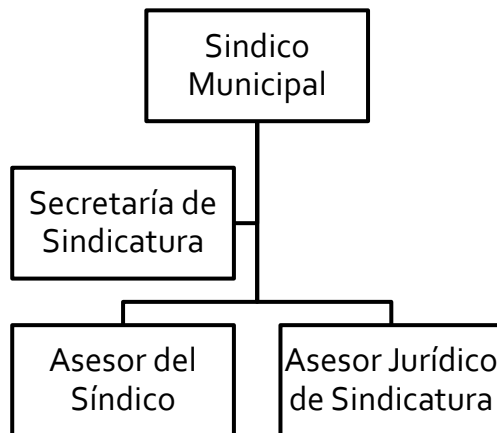 Sindico
Municipal
Secretaría de
Sindicatura
Asesor del
Síndico
Asesor Jurídico
de Sindicatura